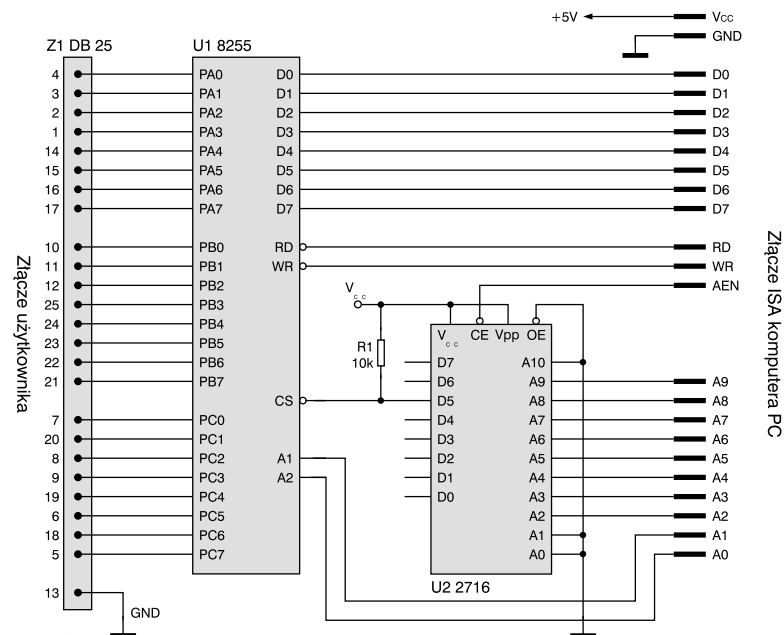 +5V Vcc
GND
Z1 DB 25 U1 8255
4 PA0 D0 D0
3 PA1 D1 D1
2 PA2 D2 D2
1 PA3 D3 D3
14 PA4 D4 D4
15 PA5 D5 D5
16 PA6 D6 D6
17 PA7 D7 D7
10 PB0 RD RD
11 PB1 WR WR
12 PB2 AEN
25 PB3 Vcc
24 PB4
23 PB5 R1 Vcc CE Vpp OE
22 PB6 10k D7 A10
21 PB7 D6 A9 A9
CS D5 A8 A8
7 PC0 D4 A7 A7
20 PC1 D3 A6 A6
8 PC2 A1 D2 A5 A5
9 PC3 A2 D1 A4 A4
19 PC4 D0 A3 A3
6 PC5 A2 A2
18 PC6 A1 A1
5 PC7 A0 A0
U2 2716
13 GND
Złącze użytkownika
Złącze ISA komputera PC